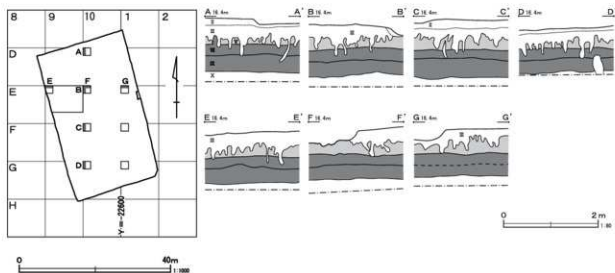 8 9 10 1 2
D
E
F
G
H
A
E F G
B
C
D
Y=-22600
0 40m
1:1000
A 16.4m A'
B 16.4m B'
C 16.4m C'
D 16.4m D'
E 16.4m E'
F 16.4m F'
G 16.4m G'
0 2m
1:60